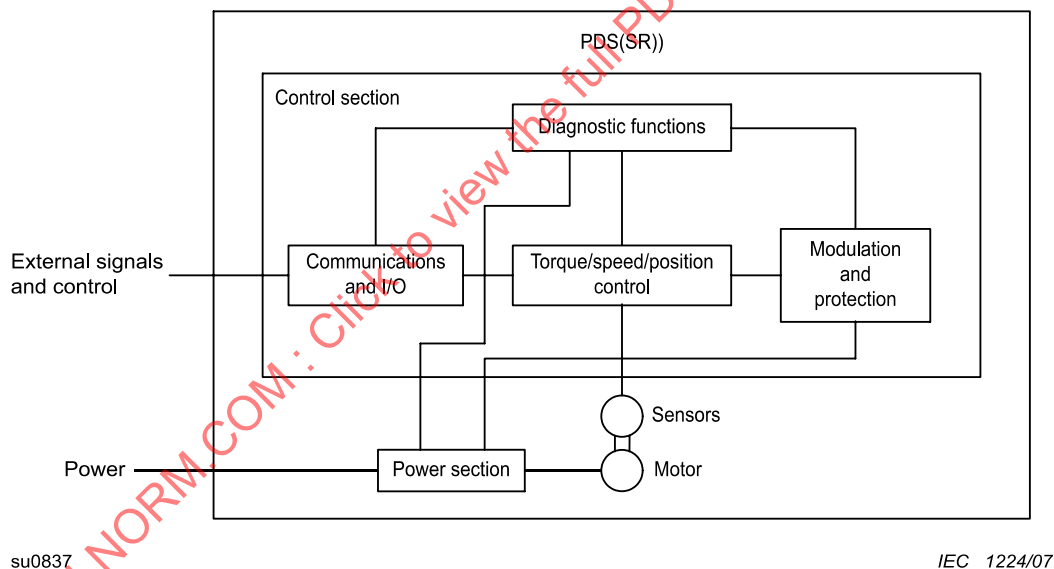 PDS(SR))
Control section
Diagnostic functions
External signals
and control
Communications
and I/O
Torque/speed/position
control
Modulation
and
protection
Sensors
Power
Power section
Motor
su0837
IEC 1224/07
NORM.COM : Click to view the full PD